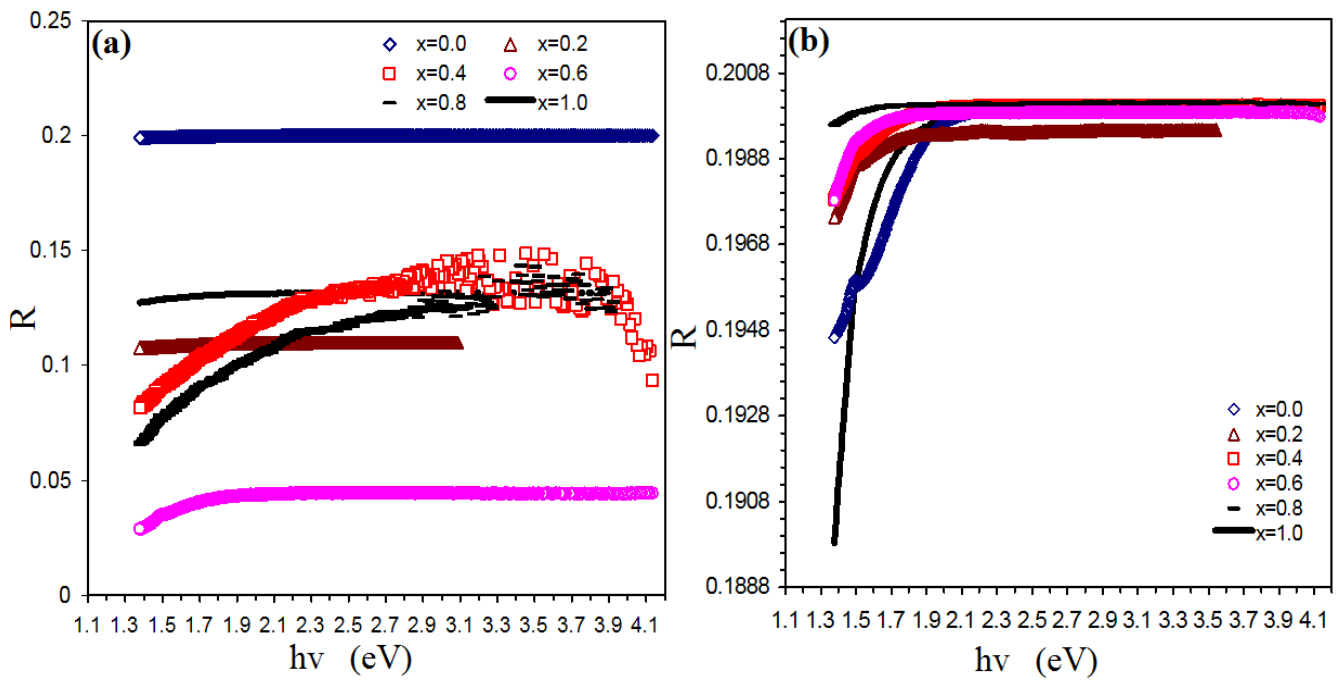 (a)
x=0.0 x=0.2
x=0.4 x=0.6
x=0.8 x=1.0
0.25
0.2
0.15
0.1
0.05
0
R
1.1 1.3 1.5 1.7 1.9 2.1 2.3 2.5 2.7 2.9 3.1 3.3 3.5 3.7 3.9 4.1
hν (eV)
(b)
0.2008
0.1988
0.1968
0.1948
0.1928
0.1908
0.1888
R
x=0.0
x=0.2
x=0.4
x=0.6
x=0.8
x=1.0
1.1 1.3 1.5 1.7 1.9 2.1 2.3 2.5 2.7 2.9 3.1 3.3 3.5 3.7 3.9 4.1
hν (eV)